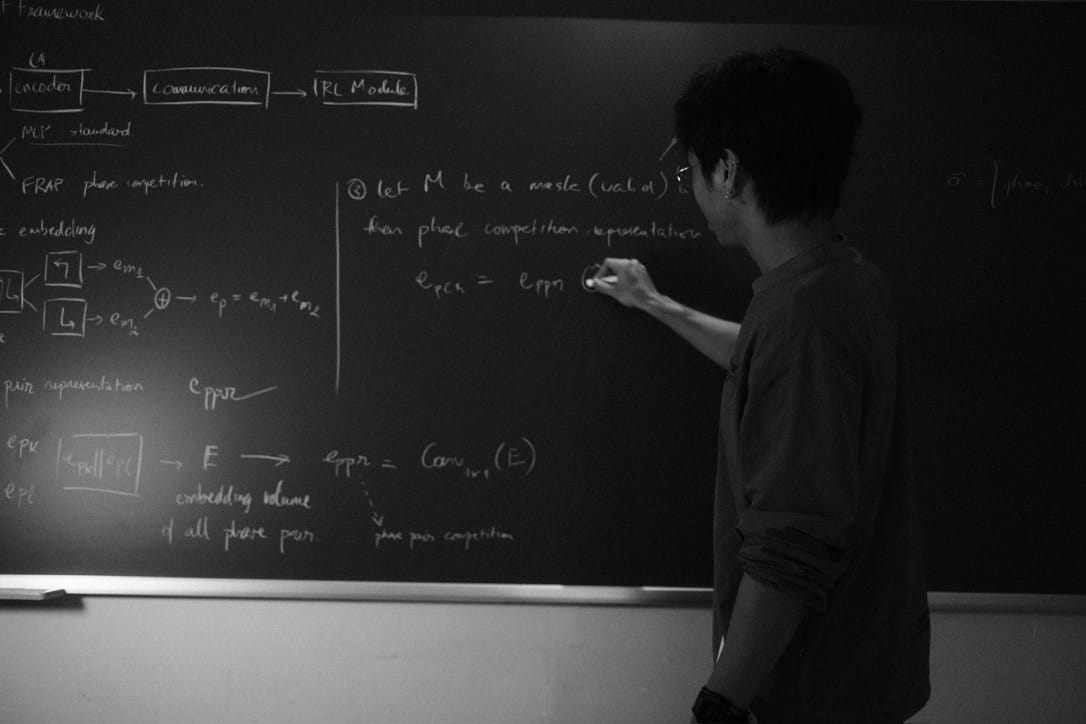 Framework
encoder → communication → RL Module
MLP standard
FRAP phase competition.
embedding
→ em1
→ em2
⊕ → ep = em1 + em2
pair representation eppr
epk
epl
epk||epl → E → eppr = Conv1x1(E)
embedding volume
of all phase pair
phase pair competition
③ let M be a mask (valid)
then phase competition representation
epcr = eppr